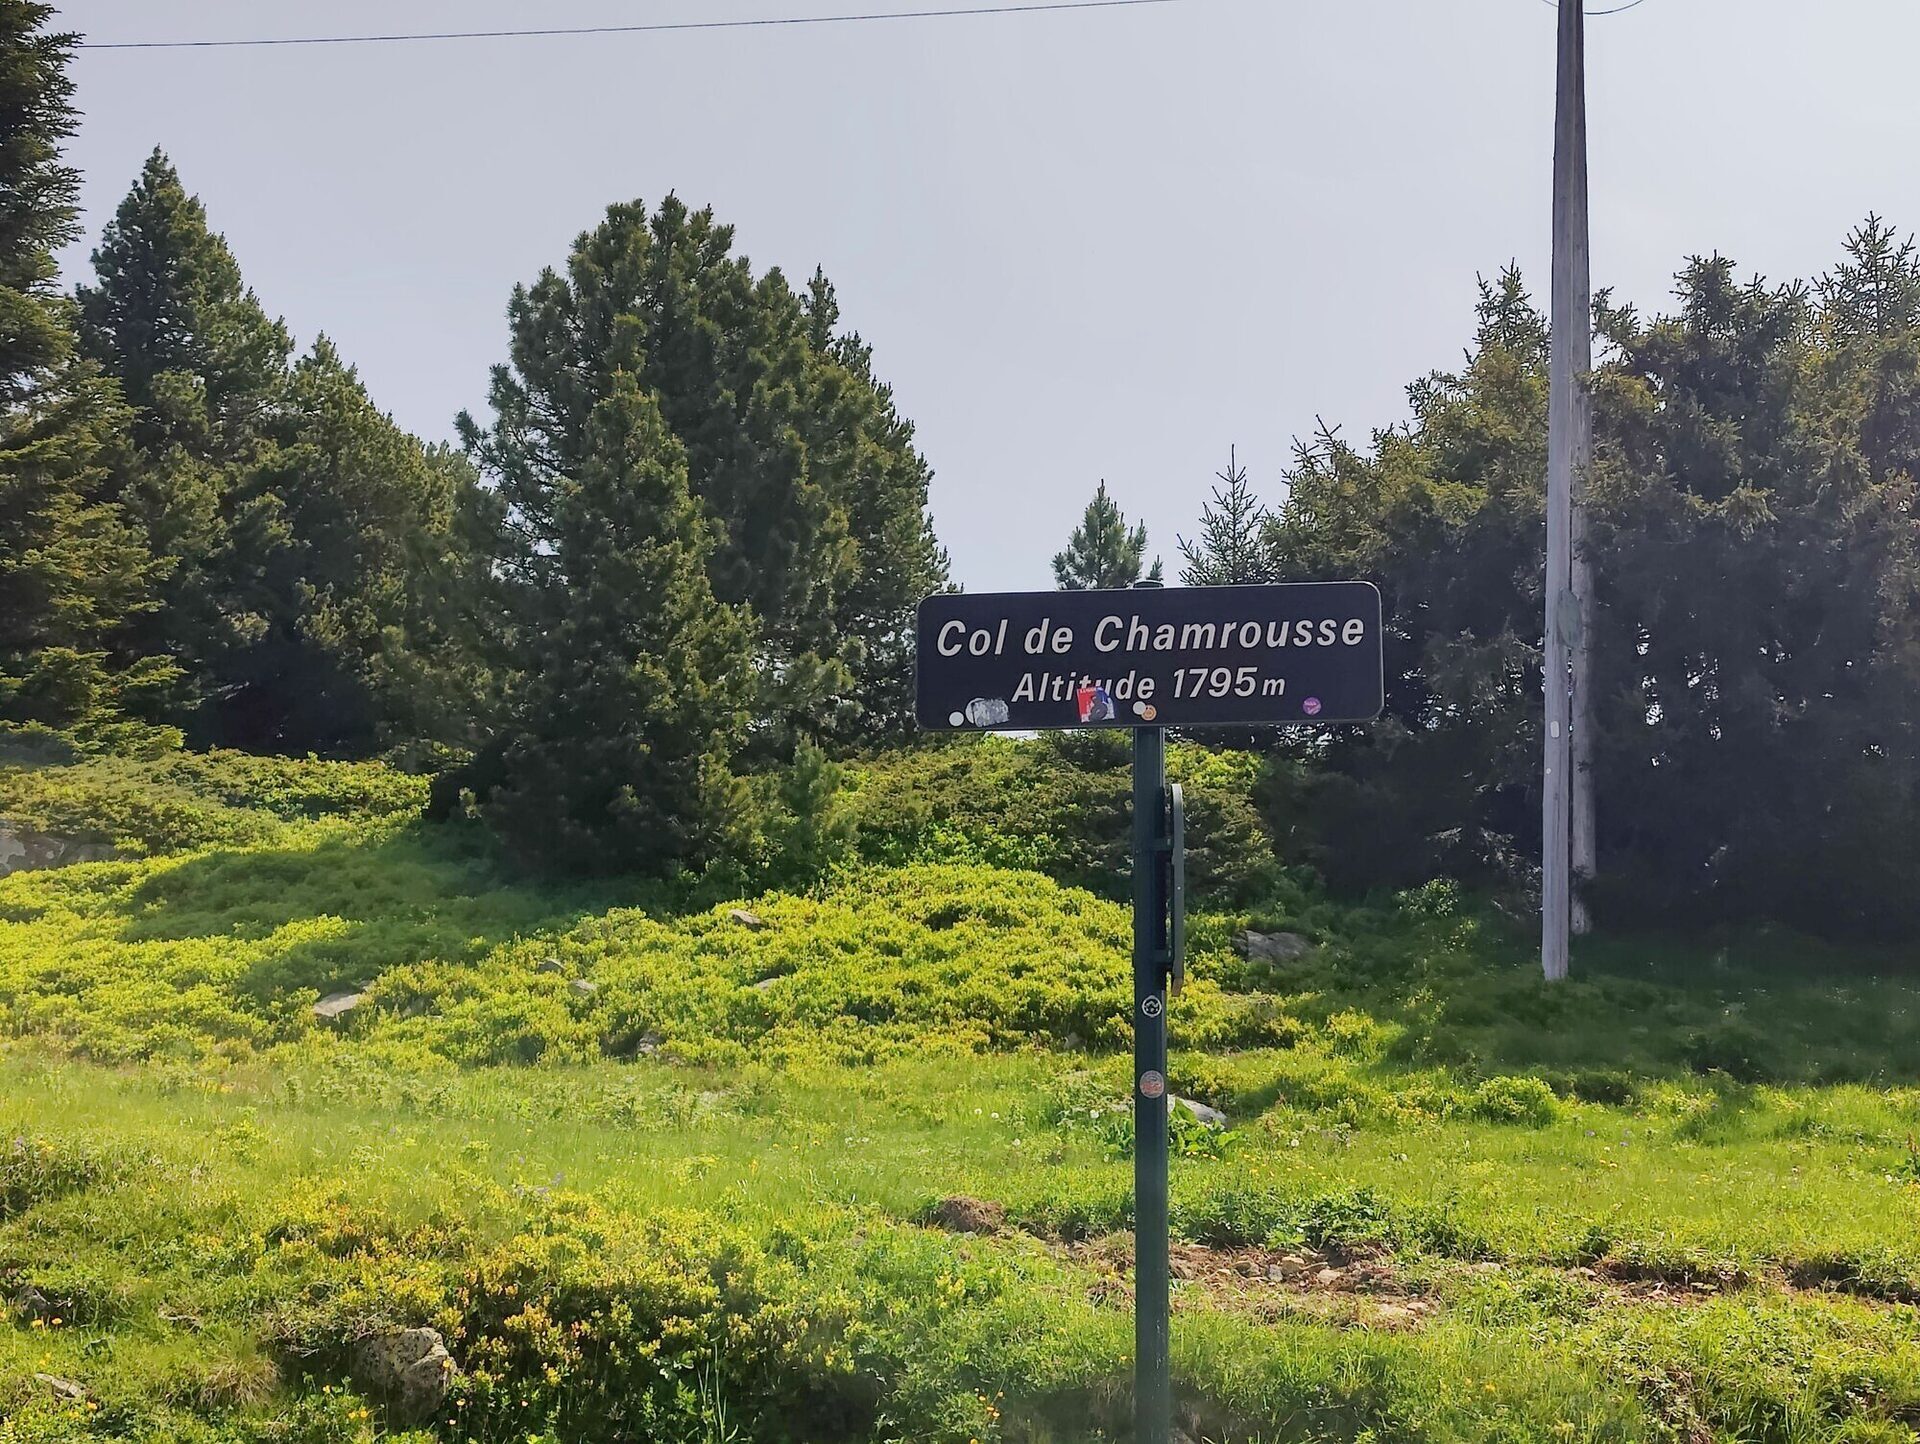 Col de Chamrousse
Altitude 1795m